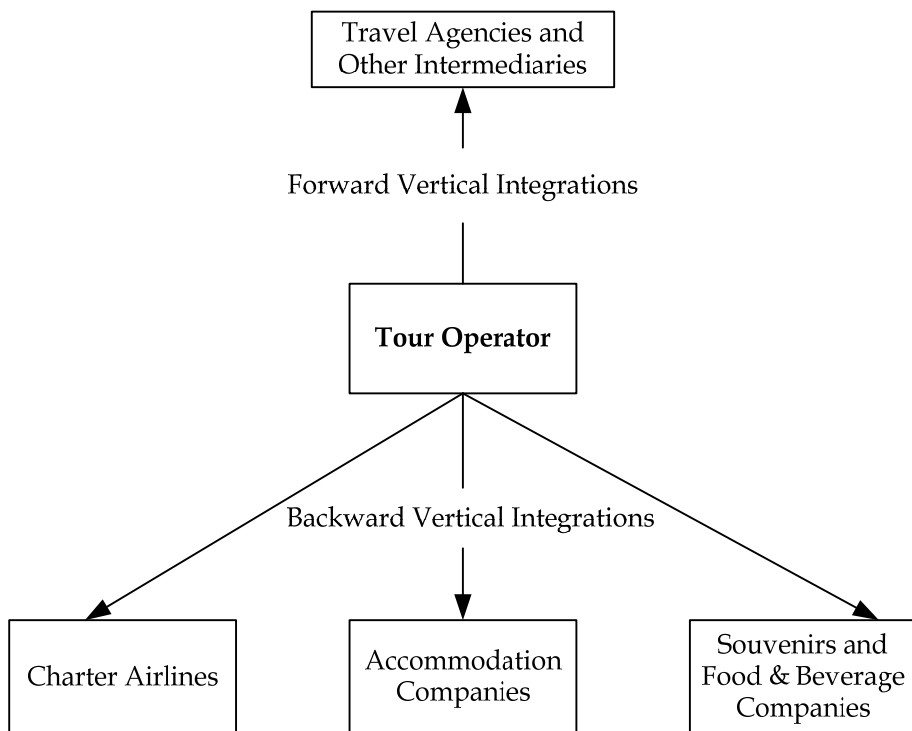 Travel Agencies and
Other Intermediaries
Forward Vertical Integrations
Tour Operator
Backward Vertical Integrations
Charter Airlines
Accommodation
Companies
Souvenirs and
Food & Beverage
Companies